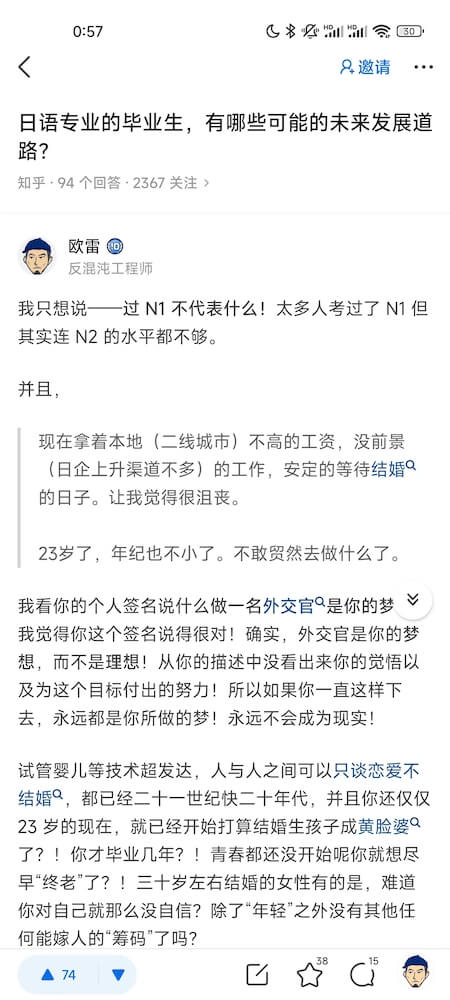 0:57
HD HD 30
邀请
日语专业的毕业生，有哪些可能的未来发展道
路？
知乎 · 94 个回答 · 2367 关注 >
欧雷
反混沌工程师
我只想说——过 N1 不代表什么！太多人考过了 N1 但
其实连 N2 的水平都不够。
并且，
现在拿着本地（二线城市）不高的工资，没前景
（日企上升渠道不多）的工作，安定的等待结婚
的日子。让我觉得很沮丧。
23岁了，年纪也不小了。不敢贸然去做什么了。
我看你的个人签名说什么做一名外交官是你的梦
我觉得你这个签名说得很对！确实，外交官是你的梦
想，而不是理想！从你的描述中没看出来你的觉悟以
及为这个目标付出的努力！所以如果你一直这样下
去，永远都是你所做的梦！永远不会成为现实！
试管婴儿等技术超发达，人与人之间可以只谈恋爱不
结婚，都已经二十一世纪快二十年代，并且你还仅仅
23 岁的现在，就已经开始打算结婚生孩子成黄脸婆
了？！你才毕业几年？！青春都还没开始呢你就想尽
早“终老”了？！三十岁左右结婚的女性有的是，难道
你对自己就那么没自信？除了“年轻”之外没有其他任
何能嫁人的“筹码”了吗？
74
38
15